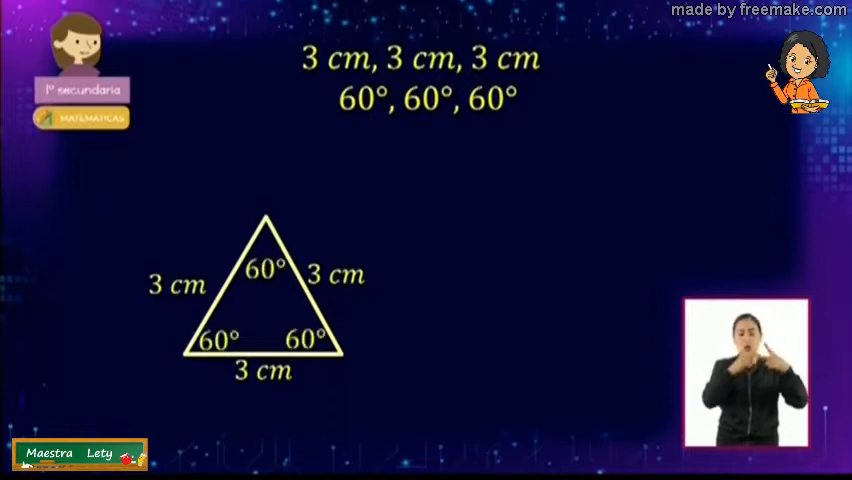 made by freemake.com
1º secundaria
MATEMÁTICAS
3 cm, 3 cm, 3 cm
60°, 60°, 60°
60°
3 cm
3 cm
60°
60°
3 cm
Maestra Lety